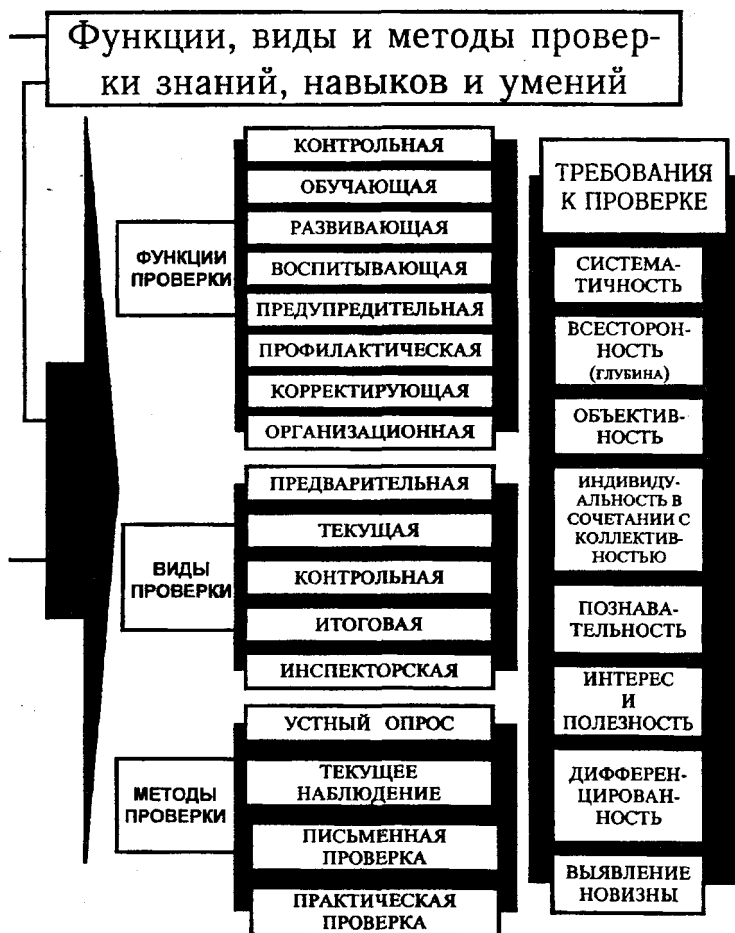 Функции, виды и методы провер-
ки знаний, навыков и умений
ФУНКЦИИ
ПРОВЕРКИ
КОНТРОЛЬНАЯ
ОБУЧАЮЩАЯ
РАЗВИВАЮЩАЯ
ВОСПИТЫВАЮЩАЯ
ПРЕДУПРЕДИТЕЛЬНАЯ
ПРОФИЛАКТИЧЕСКАЯ
КОРРЕКТИРУЮЩАЯ
ОРГАНИЗАЦИОННАЯ
ВИДЫ
ПРОВЕРКИ
ПРЕДВАРИТЕЛЬНАЯ
ТЕКУЩАЯ
КОНТРОЛЬНАЯ
ИТОГОВАЯ
ИНСПЕКТОРСКАЯ
МЕТОДЫ
ПРОВЕРКИ
УСТНЫЙ ОПРОС
ТЕКУЩЕЕ
НАБЛЮДЕНИЕ
ПИСЬМЕННАЯ
ПРОВЕРКА
ПРАКТИЧЕСКАЯ
ПРОВЕРКА
ТРЕБОВАНИЯ
К ПРОВЕРКЕ
СИСТЕМА-
ТИЧНОСТЬ
ВСЕСТОРОН-
НОСТЬ
(ГЛУБИНА)
ОБЪЕКТИВ-
НОСТЬ
ИНДИВИДУ-
АЛЬНОСТЬ В
СОЧЕТАНИИ С
КОЛЛЕКТИВ-
НОСТЬЮ
ПОЗНАВА-
ТЕЛЬНОСТЬ
ИНТЕРЕС
И
ПОЛЕЗНОСТЬ
ДИФФЕРЕН-
ЦИРОВАН-
НОСТЬ
ВЫЯВЛЕНИЕ
НОВИЗНЫ